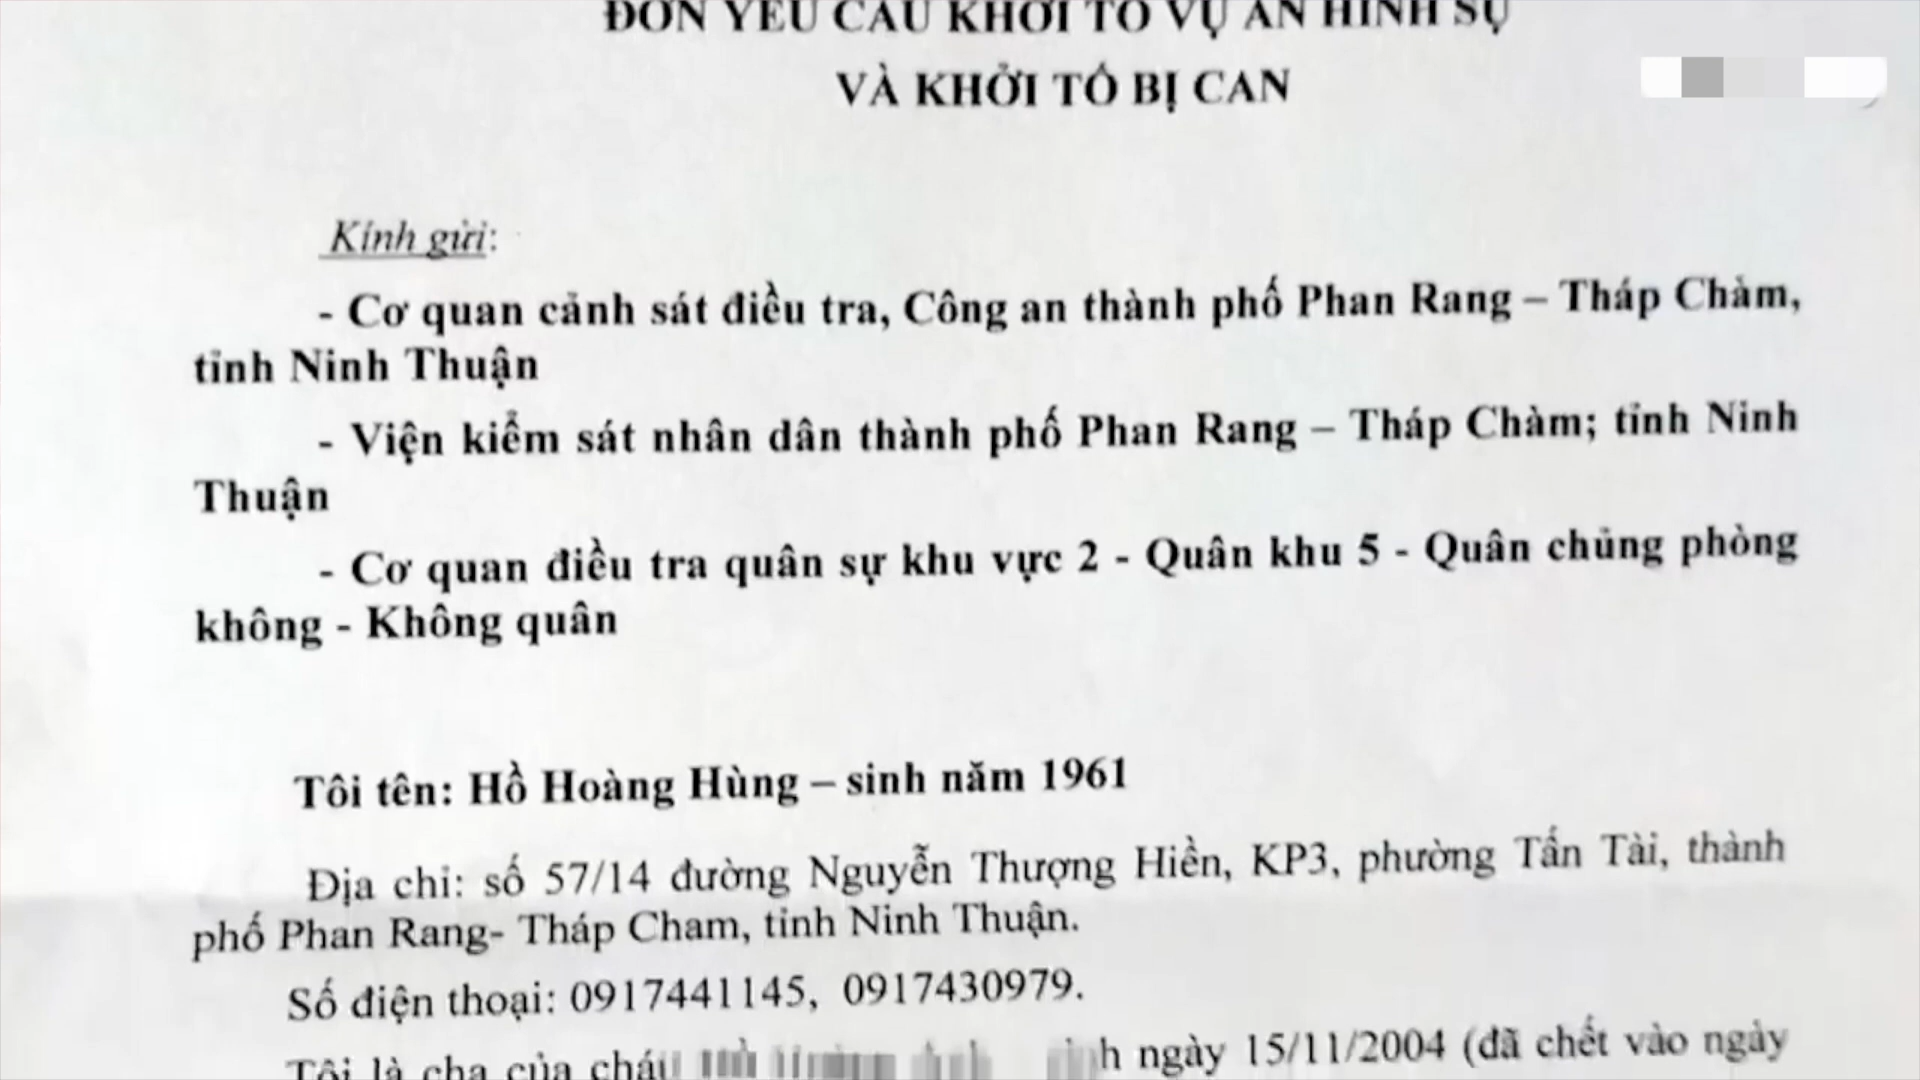 ĐƠN YÊU CẦU KHỞI TỐ VỤ ÁN HÌNH SỰ
VÀ KHỞI TỐ BỊ CAN
Kính gửi:
- Cơ quan cảnh sát điều tra, Công an thành phố Phan Rang – Tháp Chàm,
tỉnh Ninh Thuận
- Viện kiểm sát nhân dân thành phố Phan Rang – Tháp Chàm; tỉnh Ninh
Thuận
- Cơ quan điều tra quân sự khu vực 2 - Quân khu 5 - Quân chủng phòng
không - Không quân
Tôi tên: Hồ Hoàng Hùng – sinh năm 1961
Địa chỉ: số 57/14 đường Nguyễn Thượng Hiền, KP3, phường Tấn Tài, thành
phố Phan Rang- Tháp Cham, tỉnh Ninh Thuận.
Số điện thoại: 0917441145, 0917430979.
Tôi là cha của cháu ngày 15/11/2004 (đã chết vào ngày